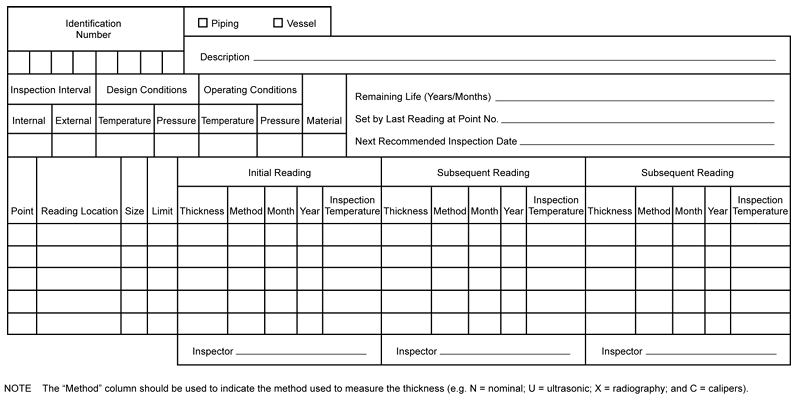 Identification
Number
Piping
Vessel
Description
Inspection Interval
Design Conditions
Operating Conditions
Internal
External
Temperature
Pressure
Temperature
Pressure
Material
Remaining Life (Years/Months)
Set by Last Reading at Point No.
Next Recommended Inspection Date
Initial Reading
Subsequent Reading
Subsequent Reading
Point
Reading Location
Size
Limit
Thickness
Method
Month
Year
Inspection
Temperature
Thickness
Method
Month
Year
Inspection
Temperature
Thickness
Method
Month
Year
Inspection
Temperature
Inspector
Inspector
Inspector
NOTE The “Method” column should be used to indicate the method used to measure the thickness (e.g. N = nominal; U = ultrasonic; X = radiography; and C = calipers).